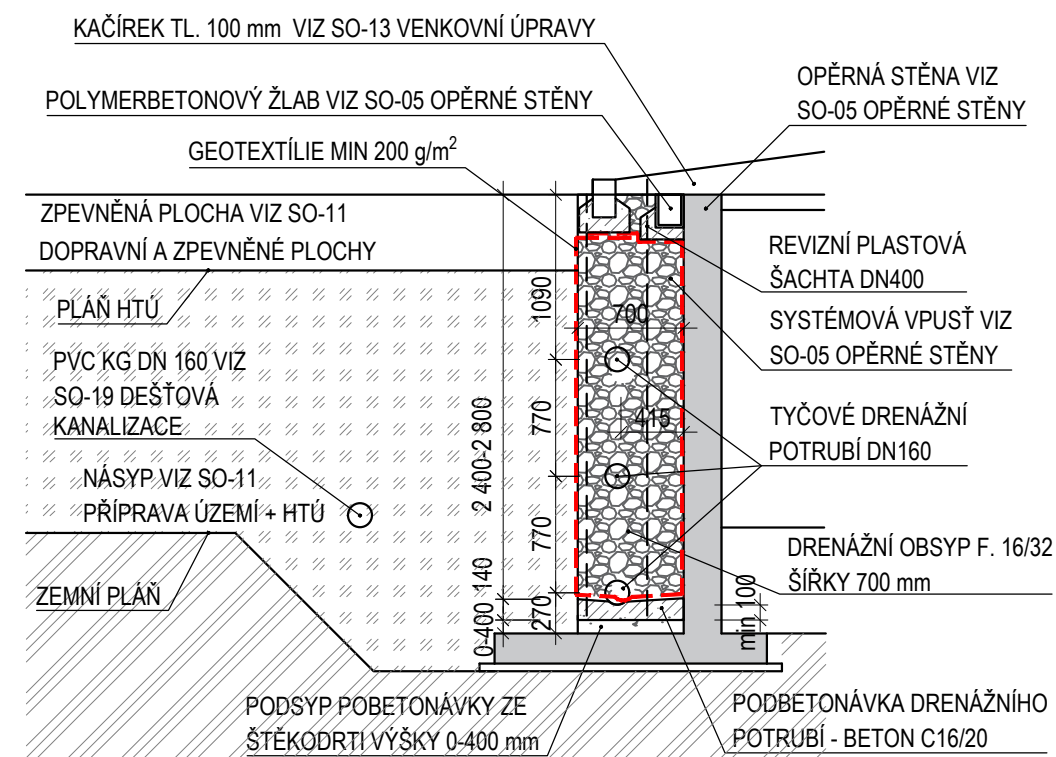 KAČÍREK TL. 100 mm VIZ SO-13 VENKOVNÍ ÚPRAVY
POLYMERBETONOVÝ ŽLAB VIZ SO-05 OPĚRNÉ STĚNY
GEOTEXTÍLIE MIN 200 g/m²
OPĚRNÁ STĚNA VIZ
SO-05 OPĚRNÉ STĚNY
ZPEVNĚNÁ PLOCHA VIZ SO-11
DOPRAVNÍ A ZPEVNĚNÉ PLOCHY
PLÁŇ HTÚ
PVC KG DN 160 VIZ
SO-19 DEŠŤOVÁ
KANALIZACE
NÁSYP VIZ SO-11
PŘÍPRAVA ÚZEMÍ + HTÚ
ZEMNÍ PLÁŇ
REVIZNÍ PLASTOVÁ
ŠACHTA DN400
SYSTÉMOVÁ VPUSŤ VIZ
SO-05 OPĚRNÉ STĚNY
TYČOVÉ DRENÁŽNÍ
POTRUBÍ DN160
DRENÁŽNÍ OBSYP F. 16/32
ŠÍŘKY 700 mm
1090
770
770
270
2 400-2 800
140
0-400
700
415
min 100
PODSYP POBETONÁVKY ZE
ŠTĚKODRTI VÝŠKY 0-400 mm
PODBETONÁVKA DRENÁŽNÍHO
POTRUBÍ - BETON C16/20